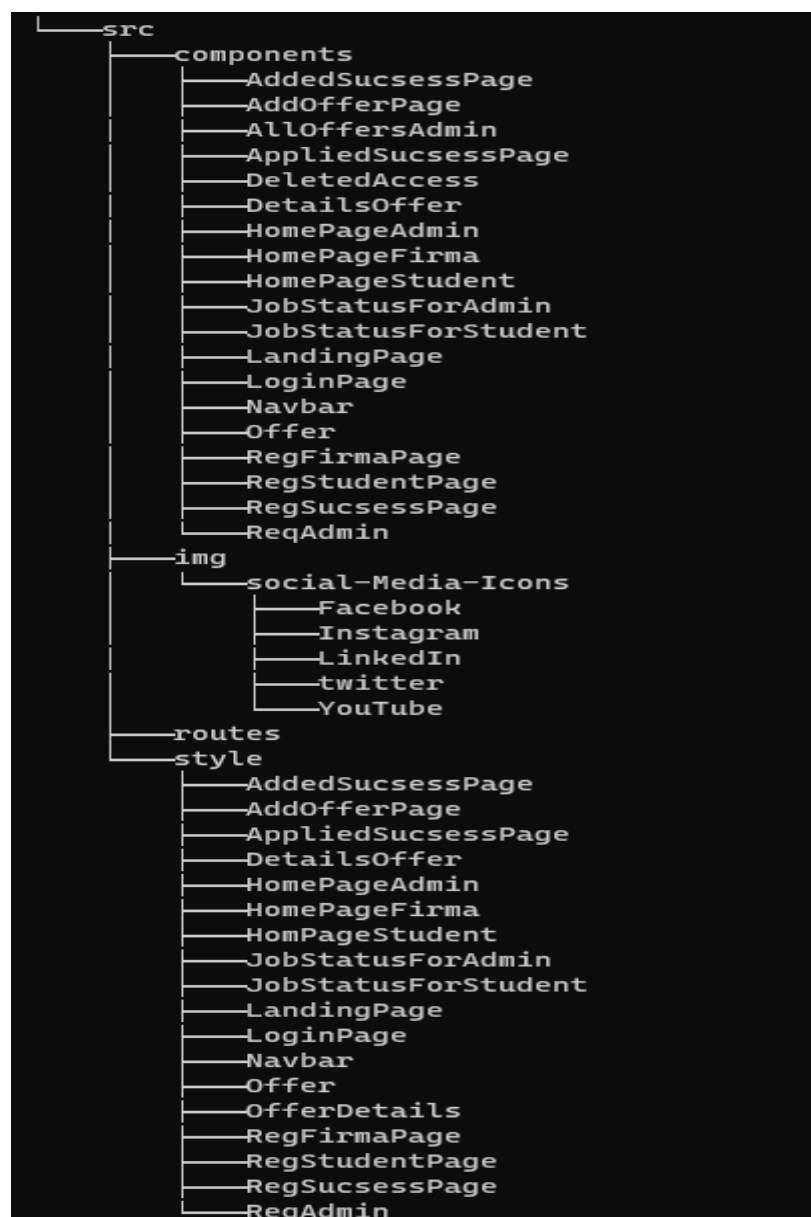 src
components
AddedSucsessPage
AddOfferPage
AllOffersAdmin
AppliedSucsessPage
DeletedAccess
DetailsOffer
HomePageAdmin
HomePageFirma
HomePageStudent
JobStatusForAdmin
JobStatusForStudent
LandingPage
LoginPage
Navbar
Offer
RegFirmaPage
RegStudentPage
RegSucsessPage
ReqAdmin
img
social-Media-Icons
Facebook
Instagram
LinkedIn
twitter
YouTube
routes
style
AddedSucsessPage
AddOfferPage
AppliedSucsessPage
DetailsOffer
HomePageAdmin
HomePageFirma
HomPageStudent
JobStatusForAdmin
JobStatusForStudent
LandingPage
LoginPage
Navbar
Offer
OfferDetails
RegFirmaPage
RegStudentPage
RegSucsessPage
ReqAdmin